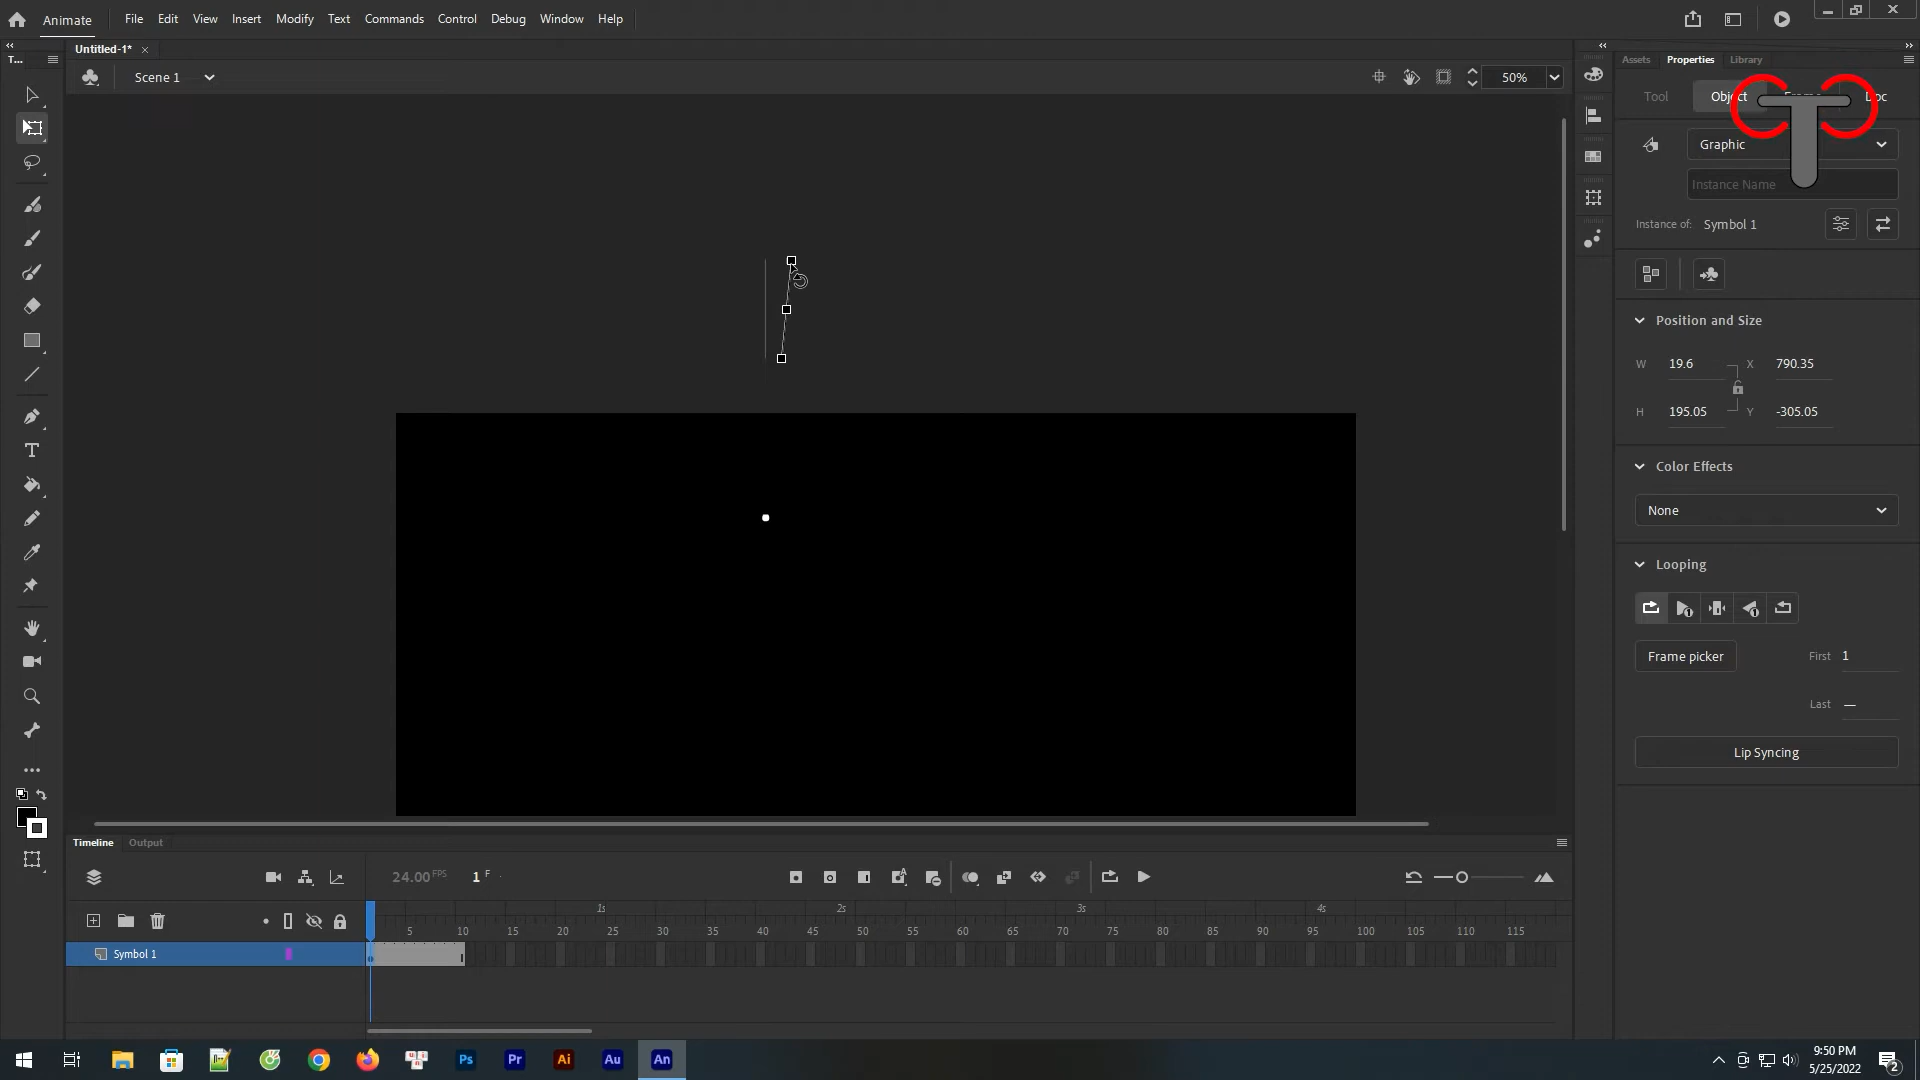 Animate File Edit View Insert Modify Text Commands Control Debug Window Help
Untitled-1*
T...
Scene 1
50%
Assets Properties Library
Tool Object Frame Doc
Graphic
Instance Name
Instance of: Symbol 1
Position and Size
W 19.6 X 790.35
H 195.05 Y -305.05
Color Effects
None
Looping
Frame picker First 1
Last —
Lip Syncing
Timeline Output
24.00 FPS 1 F
1s 2s 3s 4s
5 10 15 20 25 30 35 40 45 50 55 60 65 70 75 80 85 90 95 100 105 110 115
Symbol 1
Ps Pr Ai Au An
9:50 PM
5/25/2022
2